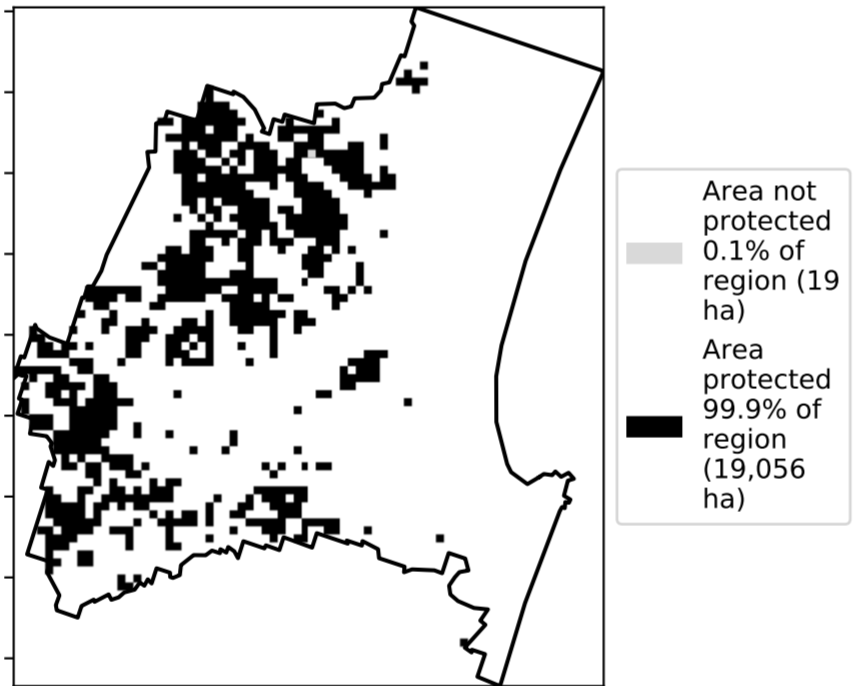 Area not
protected
0.1% of
region (19
ha)
Area
protected
99.9% of
region
(19,056
ha)